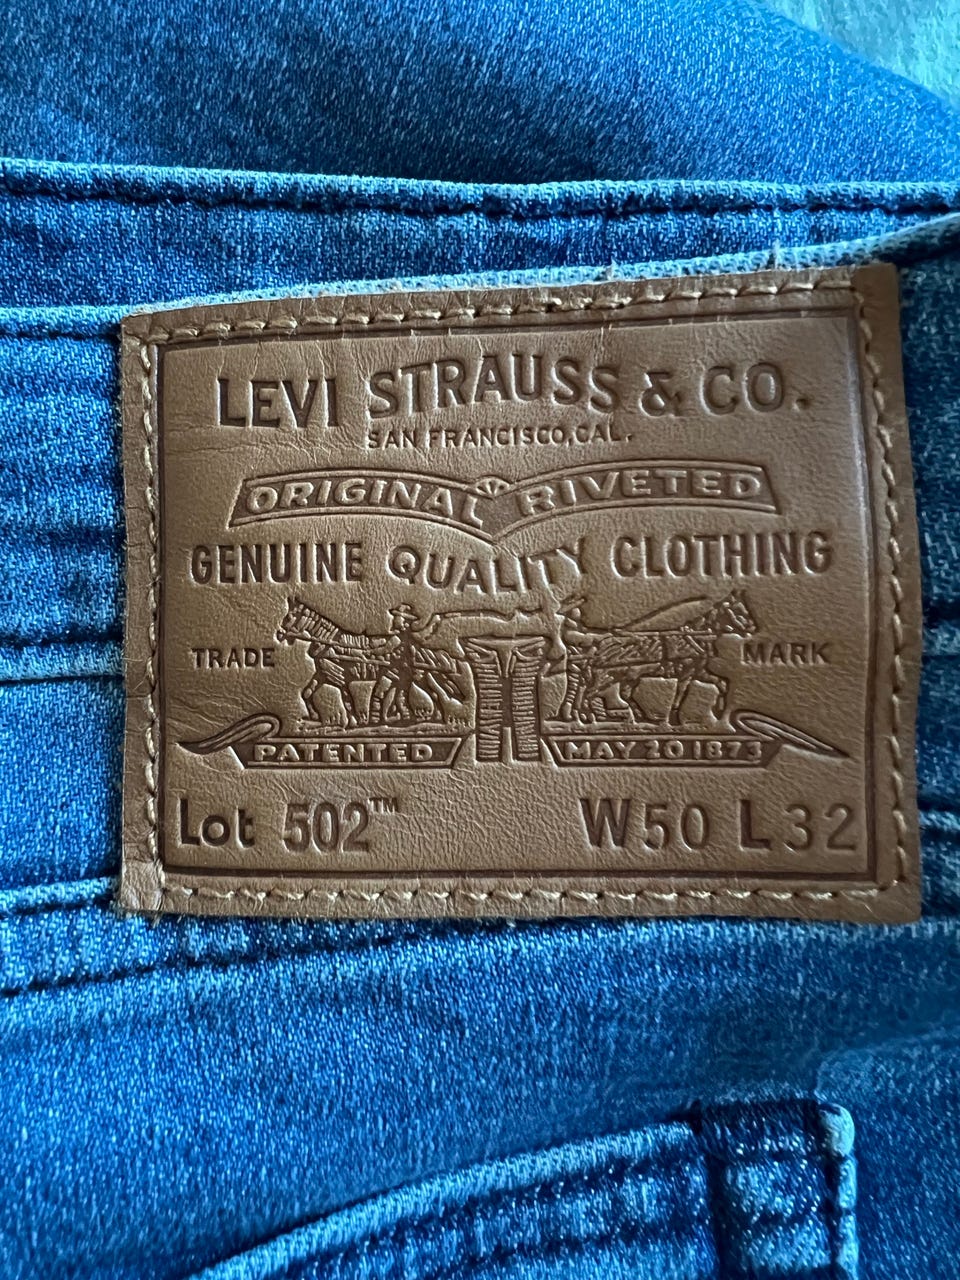 LEVI STRAUSS & CO.
SAN FRANCISCO, CAL.
ORIGINAL RIVETED
GENUINE QUALITY CLOTHING
TRADE MARK
PATENTED MAY 20 1873
Lot 502™ W50 L32